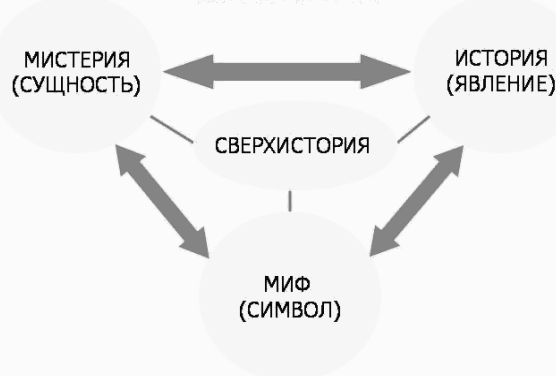 МИСТЕРИЯ
(СУЩНОСТЬ)
ИСТОРИЯ
(ЯВЛЕНИЕ)
СВЕРХИСТОРИЯ
МИФ
(СИМВОЛ)